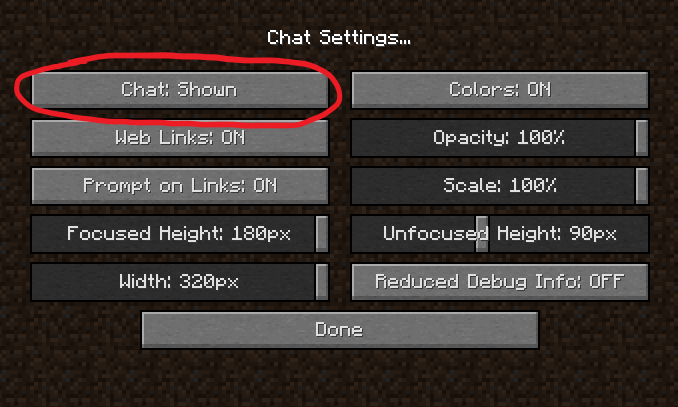 Chat Settings...
Chat: Shown
Colors: ON
Web Links: ON
Opacity: 100%
Prompt on Links: ON
Scale: 100%
Focused Height: 180px
Unfocused Height: 90px
Width: 320px
Reduced Debug Info: OFF
Done